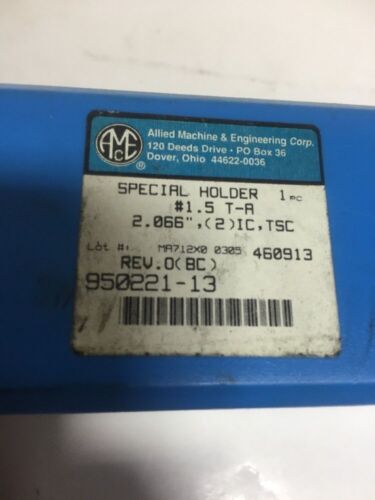 AMEC ®
Allied Machine & Engineering Corp.
120 Deeds Drive · PO Box 36
Dover, Ohio 44622-0036
SPECIAL HOLDER 1 PC
#1.5 T-A
2.066", (2)IC, TSC
Lot #: MA712X0 0305 460913
REV.0(BC)
950221-13